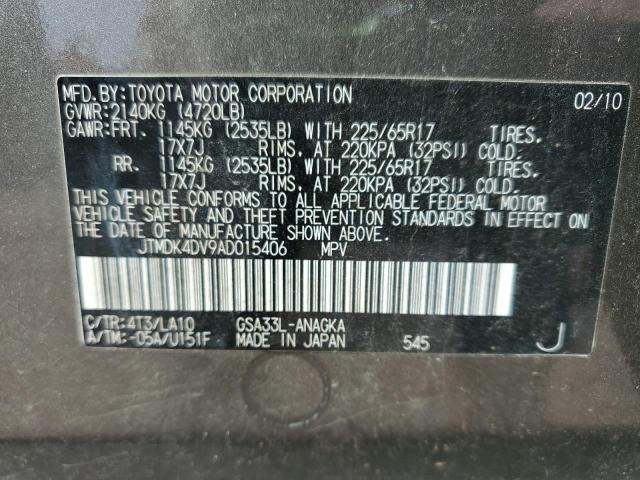 MFD.BY:TOYOTA MOTOR CORPORATION 02/10
GVWR:2140KG (4720LB)
GAWR:FRT. 1145KG (2535LB) WITH 225/65R17 TIRES.
17X7J RIMS. AT 220KPA (32PSI) COLD.
RR. 1145KG (2535LB) WITH 225/65R17 TIRES.
17X7J RIMS. AT 220KPA (32PSI) COLD.
THIS VEHICLE CONFORMS TO ALL APPLICABLE FEDERAL MOTOR
VEHICLE SAFETY AND THEFT PREVENTION STANDARDS IN EFFECT ON
THE DATE OF MANUFACTURE SHOWN ABOVE.
JTMDK4DV9AD015406 MPV
C/TR:4T3/LA10 GSA33L-ANAGKA
A/TM:-05A/U151F MADE IN JAPAN 545 J